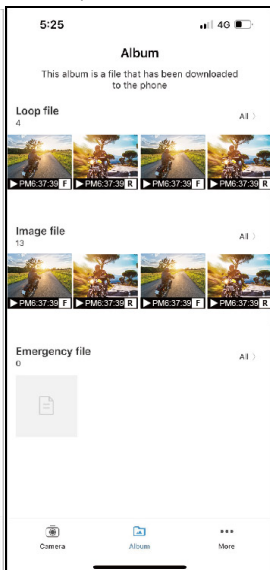 5:25
4G
Album
This album is a file that has been downloaded
to the phone
Loop file
All
4
PM6:37:39 F
PM6:37:39 R
PM6:37:39 F
PM6:37:39 R
Image file
All
13
PM6:37:39 F
PM6:37:39 R
PM6:37:39 F
PM6:37:39 R
Emergency file
All
0
Camera
Album
More